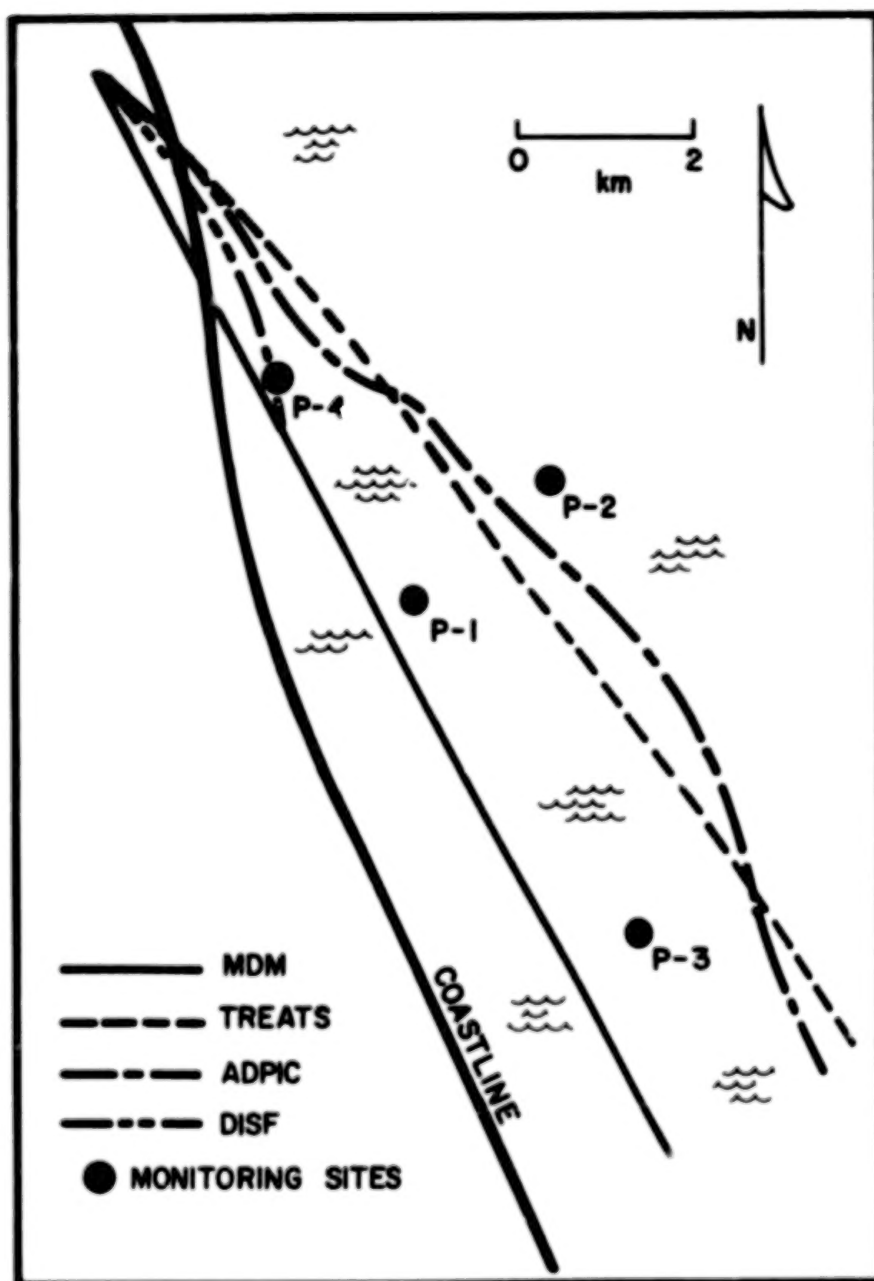 0 2
km
N
P-4
P-2
P-1
P-3
MDM
TREATS
ADPIC
DISF
MONITORING SITES
COASTLINE